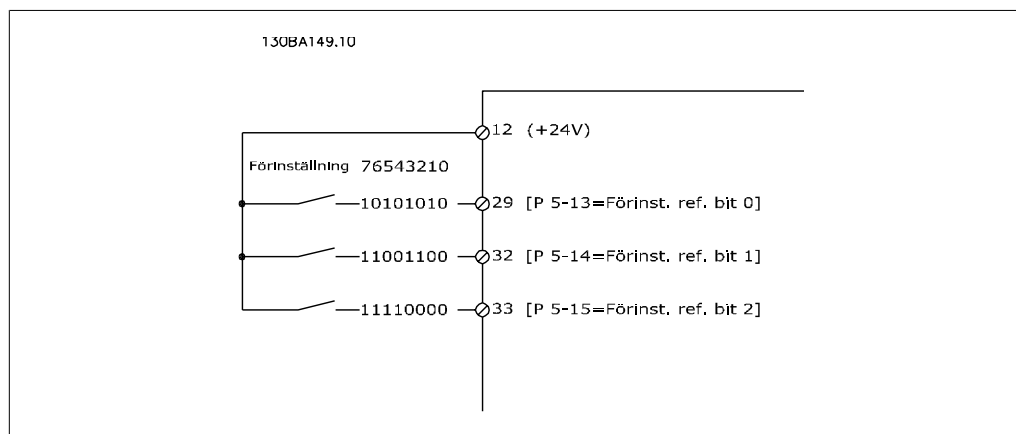 130BA149.10
12 (+24V)
Förinställning 76543210
10101010 29 [P 5-13=Förinst. ref. bit 0]
11001100 32 [P 5-14=Förinst. ref. bit 1]
11110000 33 [P 5-15=Förinst. ref. bit 2]